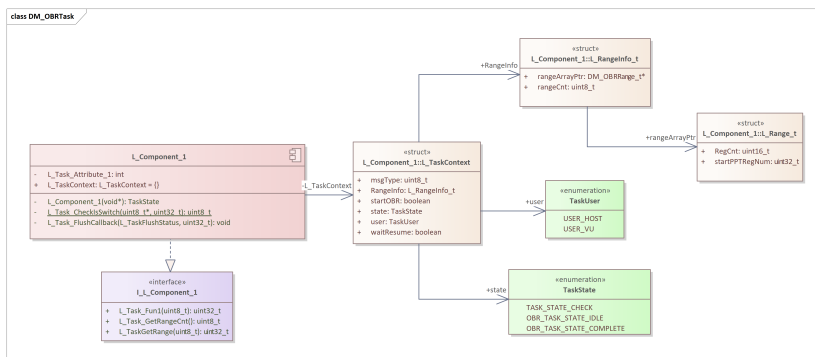 class DM_OBRTask
«struct»
L_Component_1::L_RangeInfo_t
+ rangeArrayPtr: DM_OBRRange_t*
+ rangeCnt: uint8_t
+RangeInfo
+rangeArrayPtr
«struct»
L_Component_1::L_Range_t
+ RegCnt: uint16_t
+ startPPTRegNum: uint32_t
L_Component_1
- L_Task_Attribute_1: int
+ L_TaskContext: L_TaskContext = {}
- L_Component_1(void*): TaskState
- L_Task_CheckIsSwitch(uint8_t*, uint32_t): uint8_t
- L_Task_FlushCallback(L_TaskFlushStatus, uint32_t): void
-L_TaskContext
«struct»
L_Component_1::L_TaskContext
+ msgType: uint8_t
+ RangeInfo: L_RangeInfo_t
+ startOBR: boolean
+ state: TaskState
+ user: TaskUser
+ waitResume: boolean
+user
«enumeration»
TaskUser
USER_HOST
USER_VU
+state
«enumeration»
TaskState
TASK_STATE_CHECK
OBR_TASK_STATE_IDLE
OBR_TASK_STATE_COMPLETE
«interface»
I_L_Component_1
+ L_Task_Fun1(uint8_t): uint32_t
+ L_Task_GetRangeCnt(): uint8_t
+ L_TaskGetRange(uint8_t): uint32_t